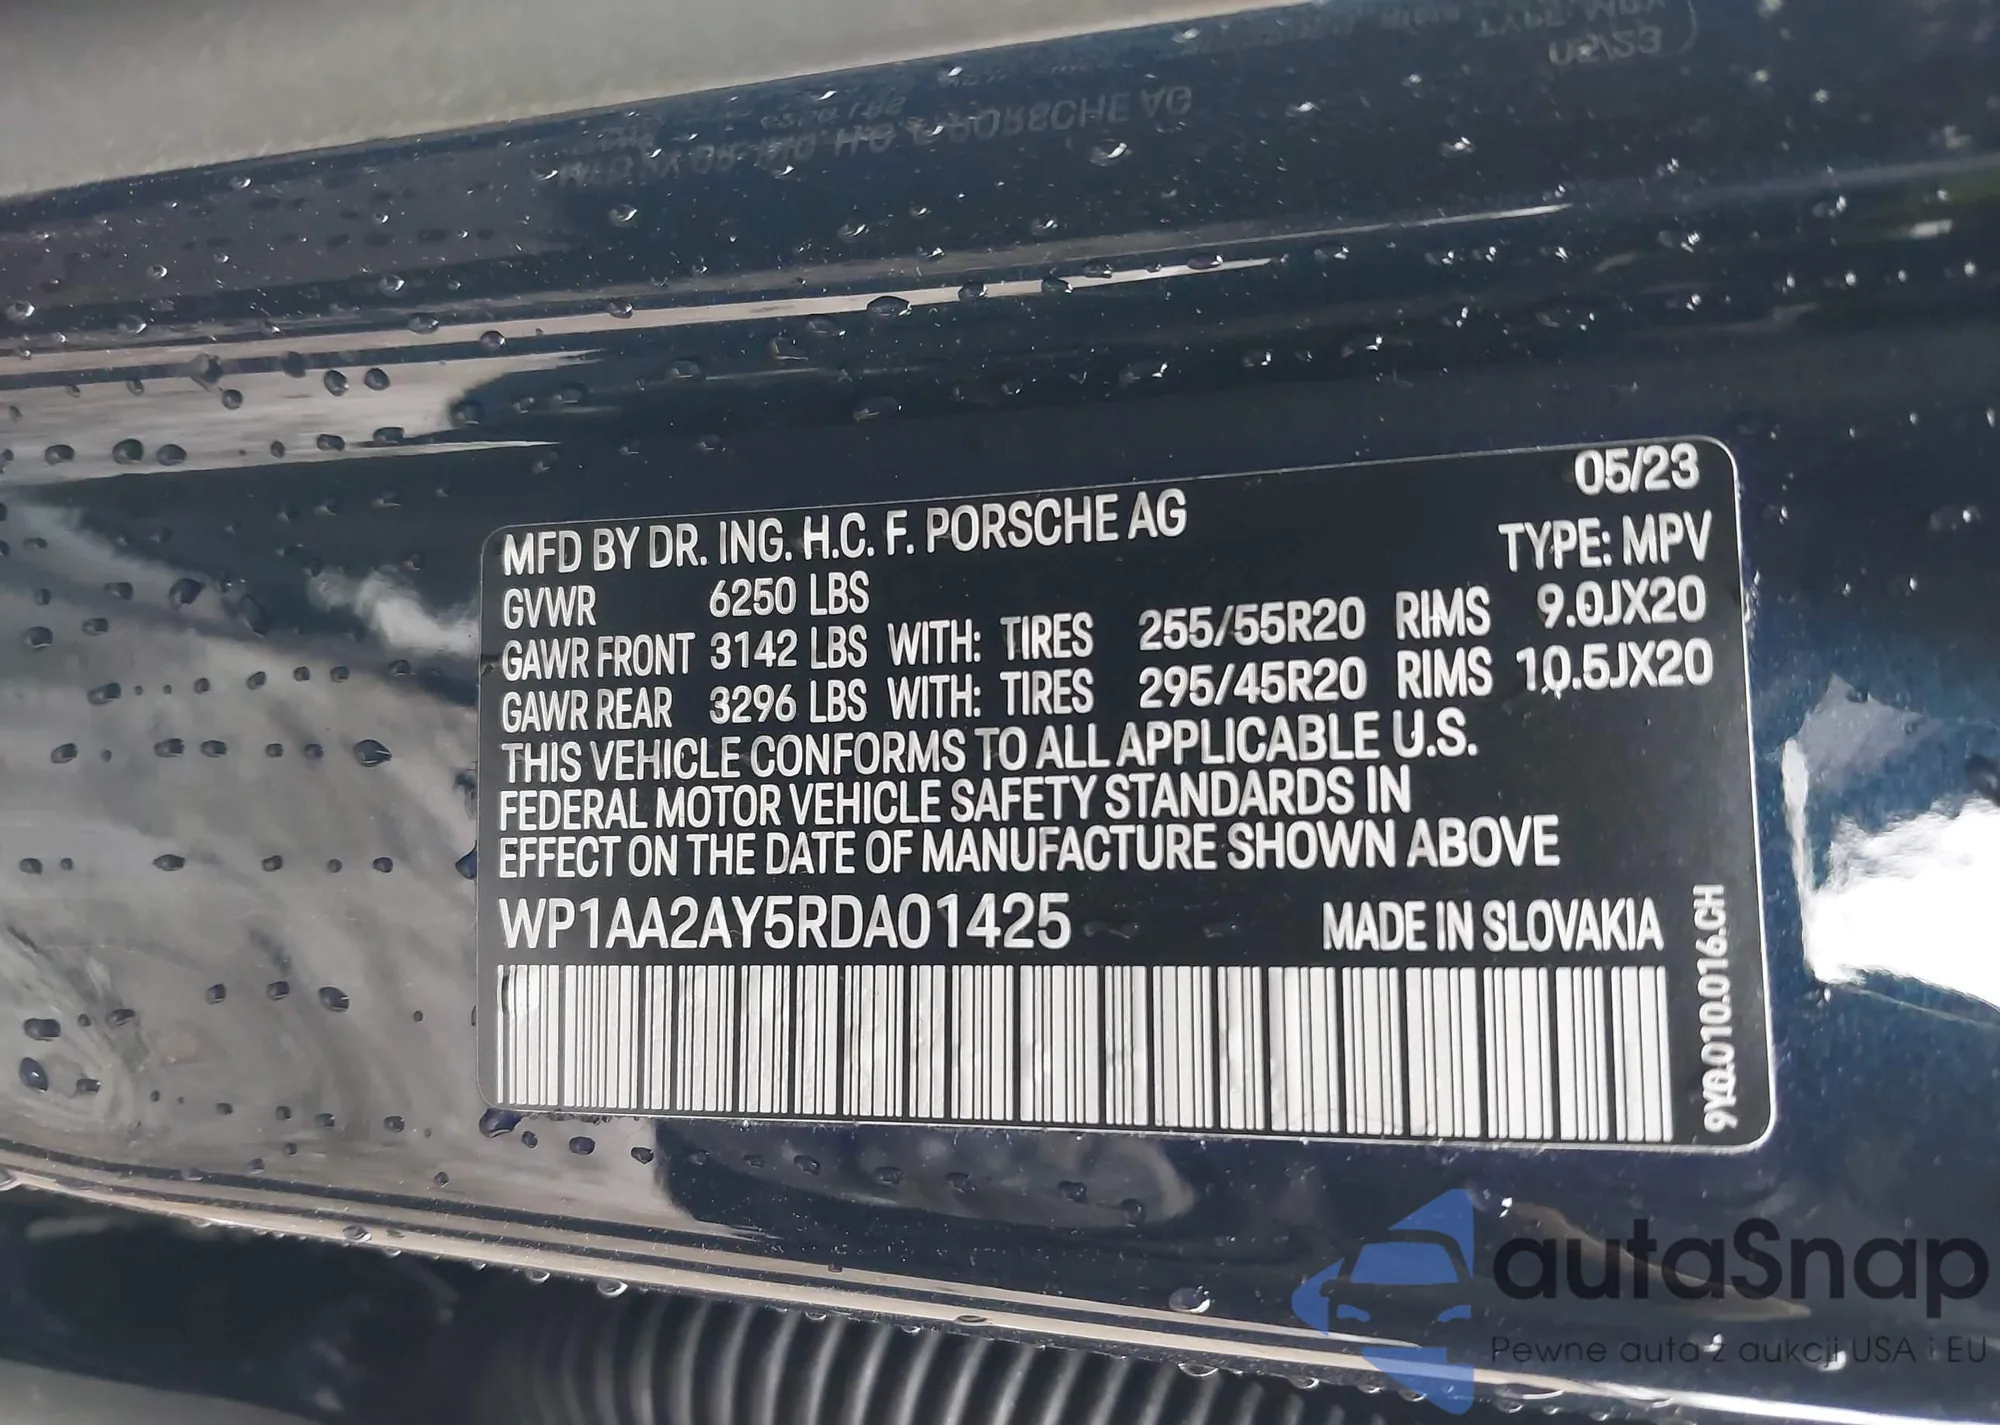 05/23
MFD BY DR. ING. H.C. F. PORSCHE AG
TYPE: MPV
GVWR 6250 LBS
GAWR FRONT 3142 LBS WITH: TIRES 255/55R20 RIMS 9.0JX20
GAWR REAR 3296 LBS WITH: TIRES 295/45R20 RIMS 10.5JX20
THIS VEHICLE CONFORMS TO ALL APPLICABLE U.S.
FEDERAL MOTOR VEHICLE SAFETY STANDARDS IN
EFFECT ON THE DATE OF MANUFACTURE SHOWN ABOVE
WP1AA2AY5RDA01425 MADE IN SLOVAKIA
9Y0.010.016.CH
autaSnap
Pewne auta z aukcji USA i EU